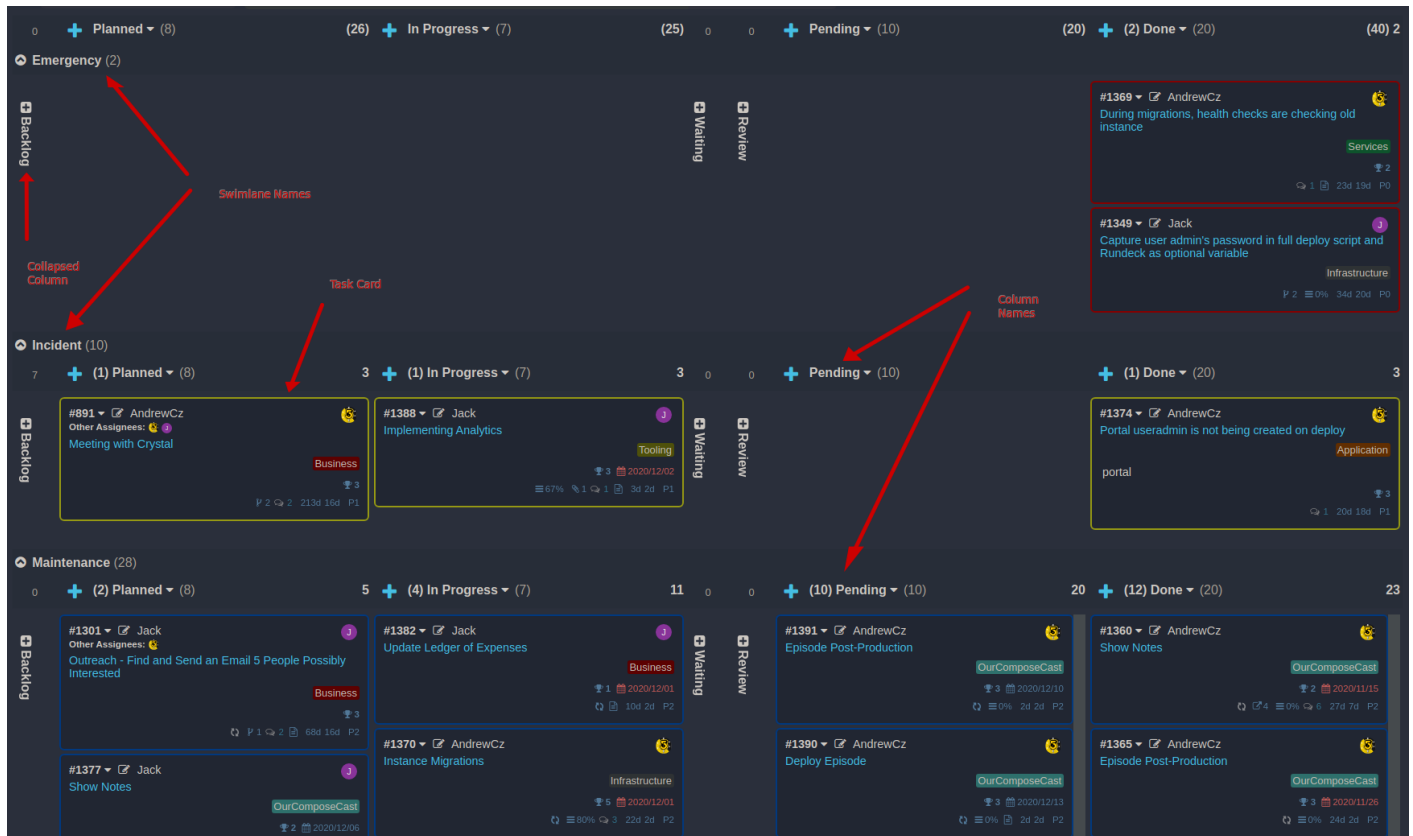 0 Planned (8) (26) In Progress (7) (25) 0 0 Pending (10) (20) (2) Done (20) (40) 2
Emergency (2)
Backlog
Waiting
Review
#1369 AndrewCz
During migrations, health checks are checking old
instance
Services
2
1 23d 19d P0
#1349 Jack
J
Capture user admin's password in full deploy script and
Rundeck as optional variable
Infrastructure
2 0% 34d 20d P0
Swimlane Names
Collapsed
Column
Task Card
Column
Names
Incident (10)
7 (1) Planned (8) 3 (1) In Progress (7) 3 0 0 Pending (10) (1) Done (20) 3
Backlog
#891 AndrewCz
Other Assignees: J
Meeting with Crystal
Business
3
2 2 213d 16d P1
#1388 Jack
J
Implementing Analytics
Tooling
3 2020/12/02
67% 1 1 3d 2d P1
Waiting
Review
#1374 AndrewCz
Portal useradmin is not being created on deploy
Application
portal
3
1 20d 18d P1
Maintenance (28)
0 (2) Planned (8) 5 (4) In Progress (7) 11 0 0 (10) Pending (10) 20 (12) Done (20) 23
Backlog
#1301 Jack
J
Other Assignees:
Outreach - Find and Send an Email 5 People Possibly
Interested
Business
3
1 2 68d 16d P2
#1377 Jack
J
Show Notes
OurComposeCast
2 2020/12/06
#1382 Jack
J
Update Ledger of Expenses
Business
1 2020/12/01
10d 2d P2
#1370 AndrewCz
Instance Migrations
Infrastructure
5 2020/12/01
80% 3 22d 2d P2
Waiting
Review
#1391 AndrewCz
Episode Post-Production
OurComposeCast
3 2020/12/10
0% 2d 2d P2
#1390 AndrewCz
Deploy Episode
OurComposeCast
3 2020/12/13
0% 2d 2d P2
#1360 AndrewCz
Show Notes
OurComposeCast
2 2020/11/15
4 0% 6 27d 7d P2
#1365 AndrewCz
Episode Post-Production
OurComposeCast
3 2020/11/26
0% 24d 2d P2